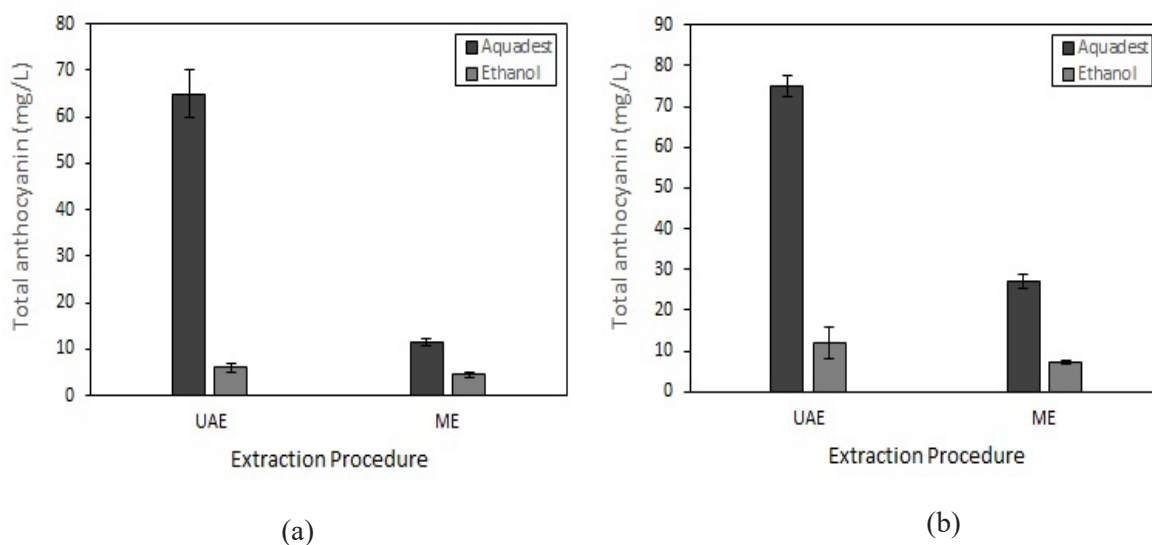 80
70
60
50
40
30
20
10
0
Total anthocyanin (mg/L)
Aquadest
Ethanol
UAE
ME
Extraction Procedure
(a)
90
80
70
60
50
40
30
20
10
0
Total anthocyanin (mg/L)
Aquadest
Ethanol
UAE
ME
Extraction Procedure
(b)